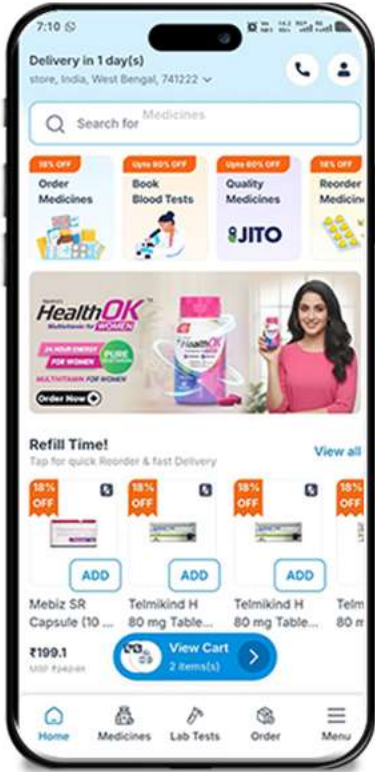 7:10
Delivery in 1 day(s)
store, India, West Bengal, 741222
Search for Medicines
18% OFF
Order
Medicines
Upto 80% OFF
Book
Blood Tests
Upto 80% OFF
Quality
Medicines
JITO
18% OFF
Reorder
Medicine
HealthOK
Multivitamin for WOMEN
24 HOUR ENERGY
FOR WOMEN
PURE
MULTIVITAMIN FOR WOMEN
Order Now
HealthOK
Refill Time!
View all
Tap for quick Reorder & fast Delivery
18%
OFF
18%
OFF
18%
OFF
18%
OFF
ADD
ADD
ADD
Mebiz SR
Capsule (10 ...
Telmikind H
80 mg Table...
Telmikind H
80 mg Table...
Telm
80 m
₹199.1
MRP
View Cart
2 items(s)
Home
Medicines
Lab Tests
Order
Menu